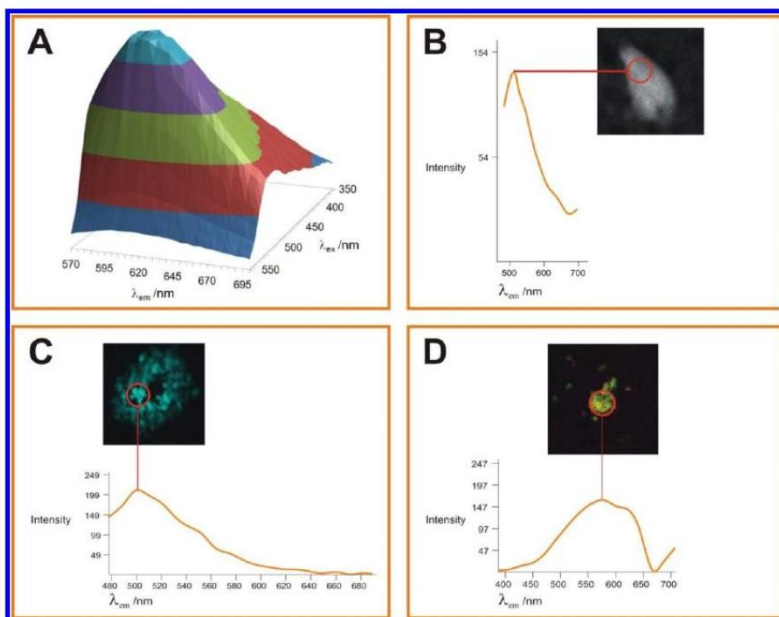 A
350
400
450
500
550
λex /nm
570 595 620 645 670 695
λem /nm
B
154
Intensity
54
500 600 700
λem /nm
C
249
199
Intensity
149
99
49
480 500 520 540 560 580 600 620 640 660 680
λem /nm
D
247
197
Intensity
147
97
47
400 450 500 550 600 650 700
λem /nm